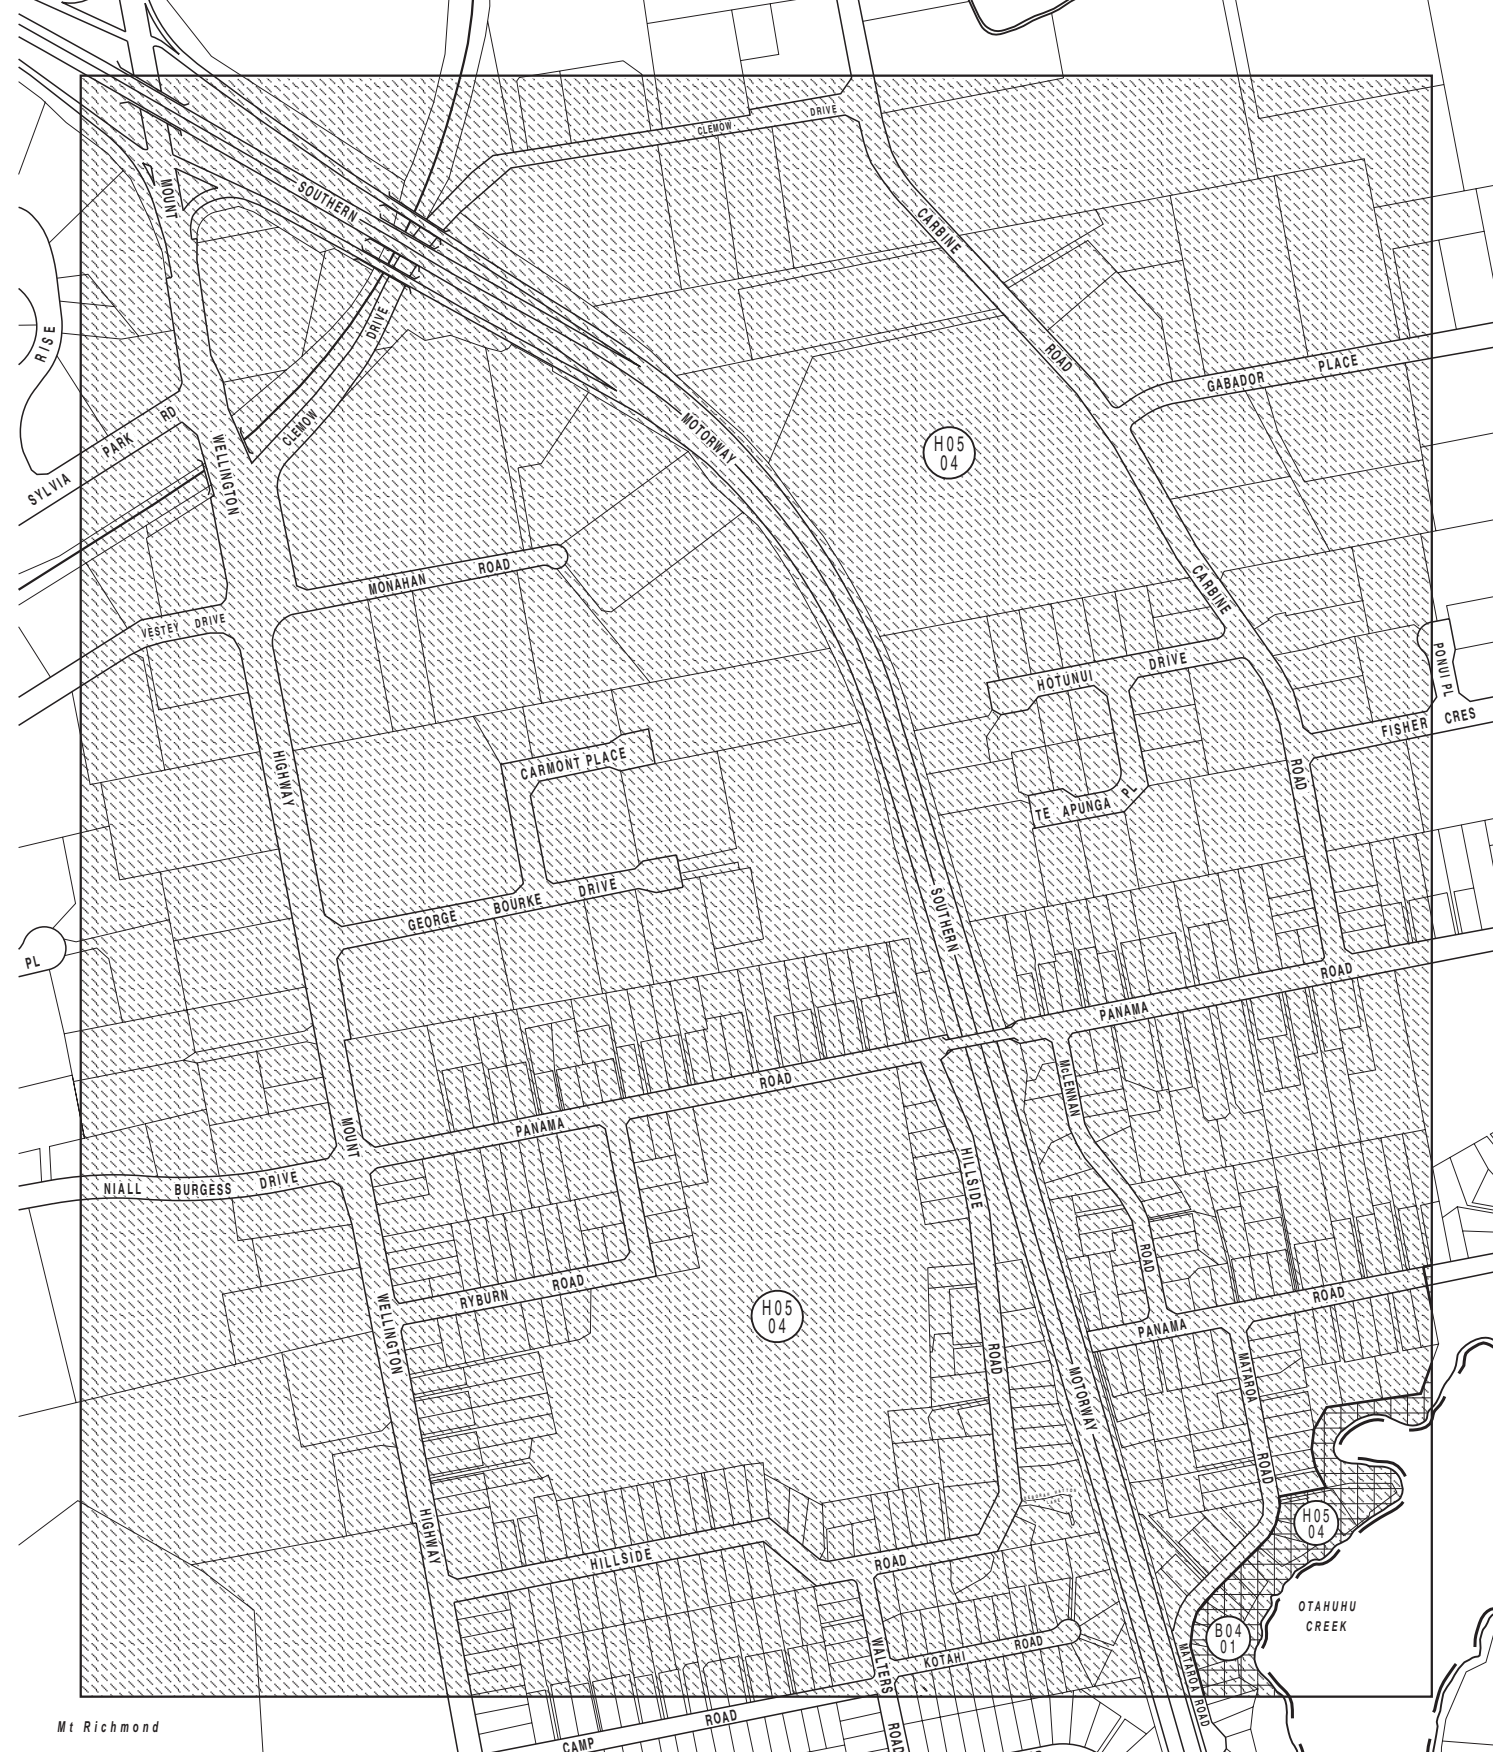 CLEMOW
DRIVE
MOUNT
SOUTHERN
CARBINE
DRIVE
RISE
ROAD
GABADOR
PLACE
CLEMOW
SYLVIA
PARK
RD
WELLINGTON
MOTORWAY
H05
04
MONAHAN
ROAD
CARBINE
VESTEY DRIVE
HOTUNUI
DRIVE
PONUI PL
FISHER CRES
HIGHWAY
CARMONT PLACE
ROAD
TE APUNGA
PL
GEORGE
BOURKE
DRIVE
SOUTHERN
PL
ROAD
PANAMA
McLENNAN
ROAD
PANAMA
MOUNT
NIALL
BURGESS
DRIVE
HILLSIDE
ROAD
ROAD
RYBURN
ROAD
H05
04
PANAMA
WELLINGTON
ROAD
MOTORWAY
MATAROA
ROAD
HIGHWAY
H05
04
HILLSIDE
ROAD
OTAHUHU
CREEK
B04
01
KOTAHI
ROAD
WALTERS
MATAROA ROAD
CAMP
ROAD
ROAD
Mt Richmond